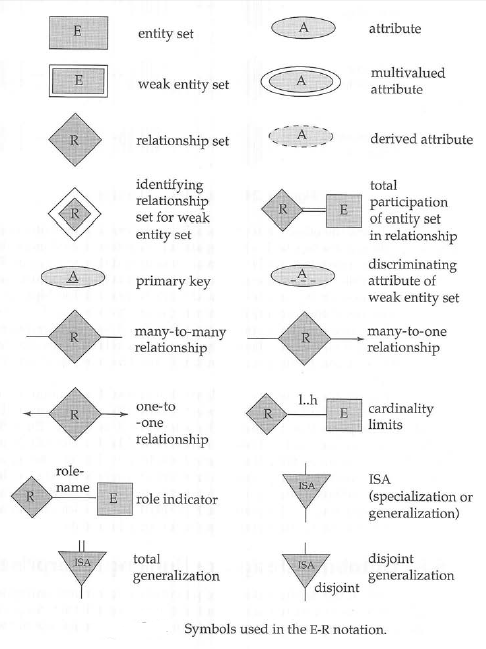 E
entity set
A
attribute
E
weak entity set
A
multivalued
attribute
R
relationship set
A
derived attribute
R
identifying
relationship
set for weak
entity set
R
E
total
participation
of entity set
in relationship
A
primary key
A
discriminating
attribute of
weak entity set
R
many-to-many
relationship
R
many-to-one
relationship
R
one-to
-one
relationship
R
l..h
E
cardinality
limits
R
role-
name
E
role indicator
ISA
ISA
(specialization or
generalization)
ISA
total
generalization
ISA
disjoint
disjoint
generalization
Symbols used in the E-R notation.